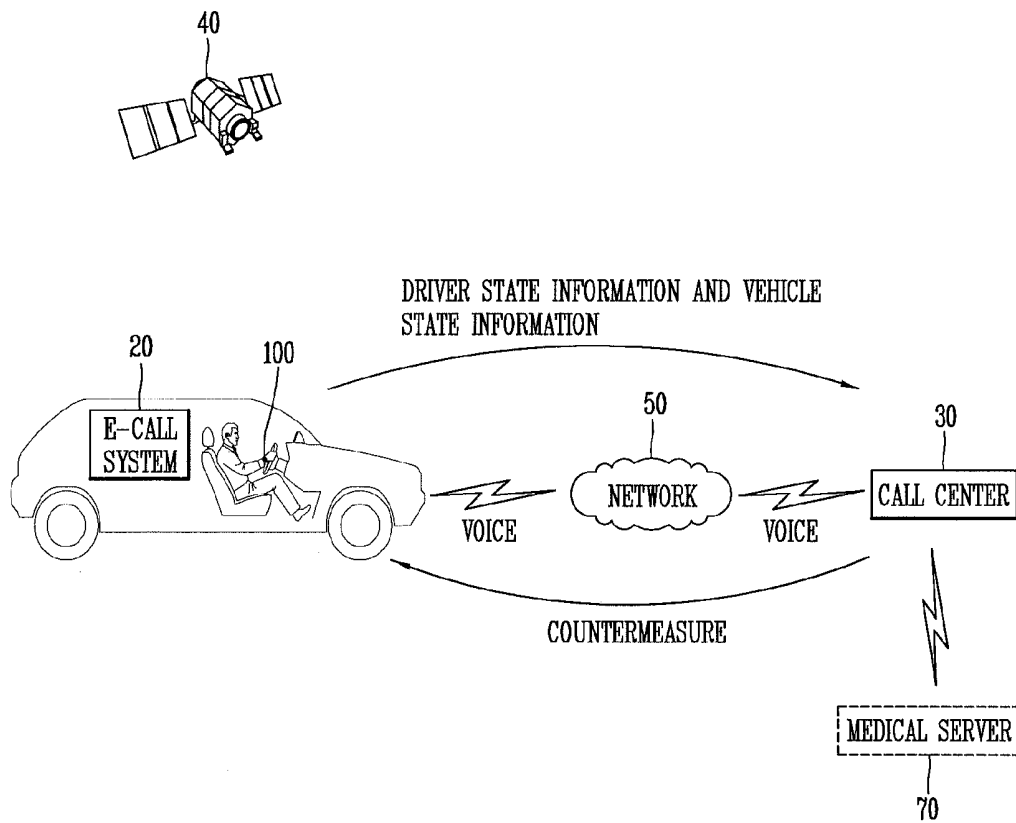 40
DRIVER STATE INFORMATION AND VEHICLE
STATE INFORMATION
20
100
E-CALL
SYSTEM
50
30
NETWORK
CALL CENTER
VOICE
VOICE
COUNTERMEASURE
MEDICAL SERVER
70